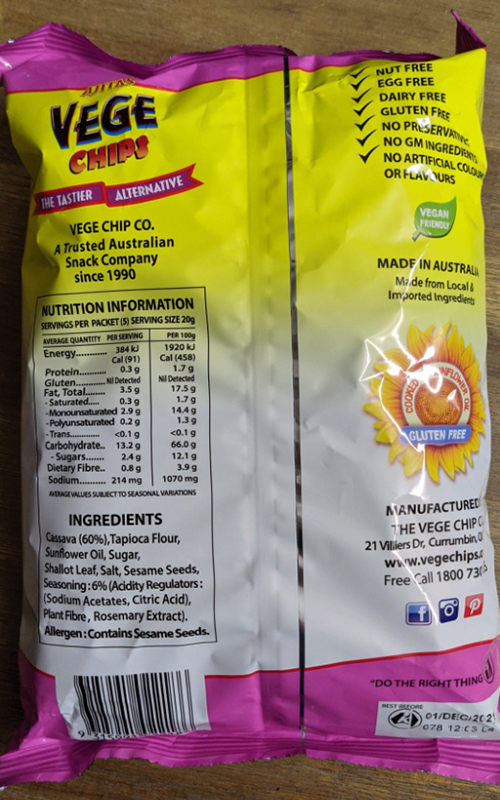 AJITAS
VEGE
CHIPS
THE TASTIER ALTERNATIVE
VEGE CHIP CO.
A Trusted Australian
Snack Company
since 1990
NUTRITION INFORMATION
SERVINGS PER PACKET (5) SERVING SIZE 20g
AVERAGE QUANTITY PER SERVING PER 100g
Energy............ 384 kJ 1920 kJ
Cal (91) Cal (458)
Protein............ 0.3 g 1.7 g
Gluten............ Nil Detected Nil Detected
Fat, Total......... 3.5 g 17.5 g
- Saturated..... 0.3 g 1.7 g
-Monounsaturated 2.9 g 14.4 g
-Polyunsaturated 0.2 g 1.3 g
-Trans............. <0.1 g <0.1 g
Carbohydrate.. 13.2 g 66.0 g
- Sugars........ 2.4 g 12.1 g
Dietary Fibre.. 0.8 g 3.9 g
Sodium.......... 214 mg 1070 mg
AVERAGE VALUES SUBJECT TO SEASONAL VARIATIONS
INGREDIENTS
Cassava (60%),Tapioca Flour,
Sunflower Oil, Sugar,
Shallot Leaf, Salt, Sesame Seeds,
Seasoning:6% (Acidity Regulators:
(Sodium Acetates, Citric Acid),
Plant Fibre, Rosemary Extract).
Allergen:Contains Sesame Seeds.
NUT FREE
EGG FREE
DAIRY FREE
GLUTEN FREE
NO PRESERVATIVES
NO GM INGREDIENTS
NO ARTIFICIAL COLOURS
OR FLAVOURS
VEGAN
FRIENDLY
MADE IN AUSTRALIA
Made from Local &
Imported Ingredients
COOKED SUNFLOWER OIL
GLUTEN FREE
MANUFACTURED
THE VEGE CHIP
21 Villiers Dr, Currumbin,
www.vegechips.
Free Call 1800
"DO THE RIGHT THING
BEST BEFORE
01/DEC/202
078 12:03